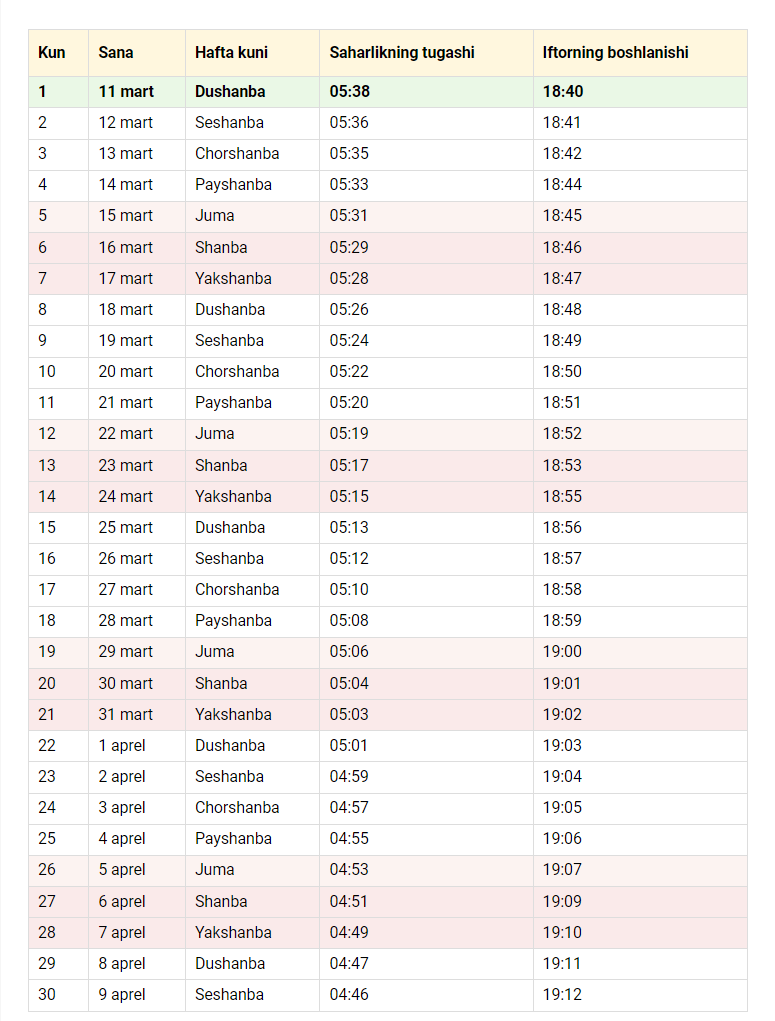 Kun Sana Hafta kuni Saharlikning tugashi Iftorning boshlanishi
1 11 mart Dushanba 05:38 18:40
2 12 mart Seshanba 05:36 18:41
3 13 mart Chorshanba 05:35 18:42
4 14 mart Payshanba 05:33 18:44
5 15 mart Juma 05:31 18:45
6 16 mart Shanba 05:29 18:46
7 17 mart Yakshanba 05:28 18:47
8 18 mart Dushanba 05:26 18:48
9 19 mart Seshanba 05:24 18:49
10 20 mart Chorshanba 05:22 18:50
11 21 mart Payshanba 05:20 18:51
12 22 mart Juma 05:19 18:52
13 23 mart Shanba 05:17 18:53
14 24 mart Yakshanba 05:15 18:55
15 25 mart Dushanba 05:13 18:56
16 26 mart Seshanba 05:12 18:57
17 27 mart Chorshanba 05:10 18:58
18 28 mart Payshanba 05:08 18:59
19 29 mart Juma 05:06 19:00
20 30 mart Shanba 05:04 19:01
21 31 mart Yakshanba 05:03 19:02
22 1 aprel Dushanba 05:01 19:03
23 2 aprel Seshanba 04:59 19:04
24 3 aprel Chorshanba 04:57 19:05
25 4 aprel Payshanba 04:55 19:06
26 5 aprel Juma 04:53 19:07
27 6 aprel Shanba 04:51 19:09
28 7 aprel Yakshanba 04:49 19:10
29 8 aprel Dushanba 04:47 19:11
30 9 aprel Seshanba 04:46 19:12